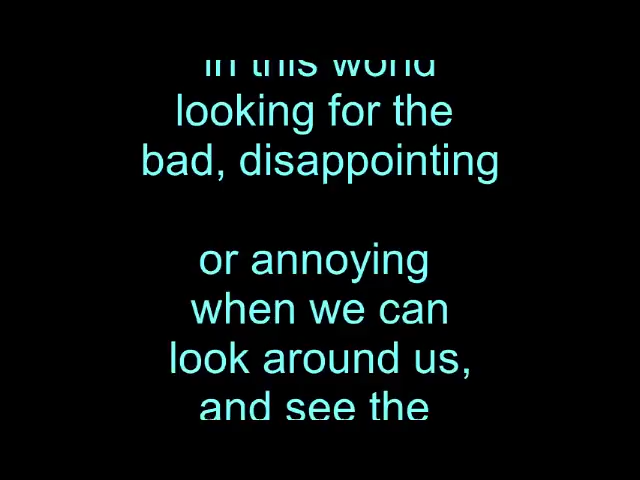 in this world
looking for the
bad, disappointing
or annoying
when we can
look around us,
and see the